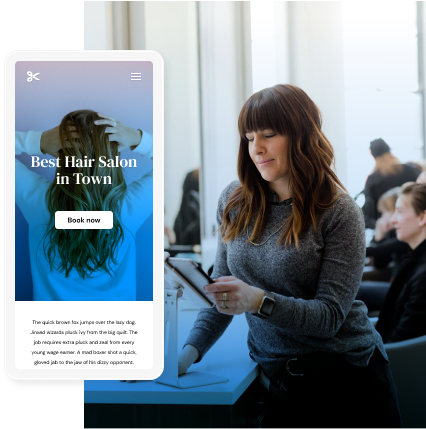 Best Hair Salon
in Town
Book now
The quick brown fox jumps over the lazy dog.
Jinxed wizards pluck ivy from the big quilt. The
job requires extra pluck and zeal from every
young wage earner. A mad boxer shot a quick,
gloved jab to the jaw of his dizzy opponent.